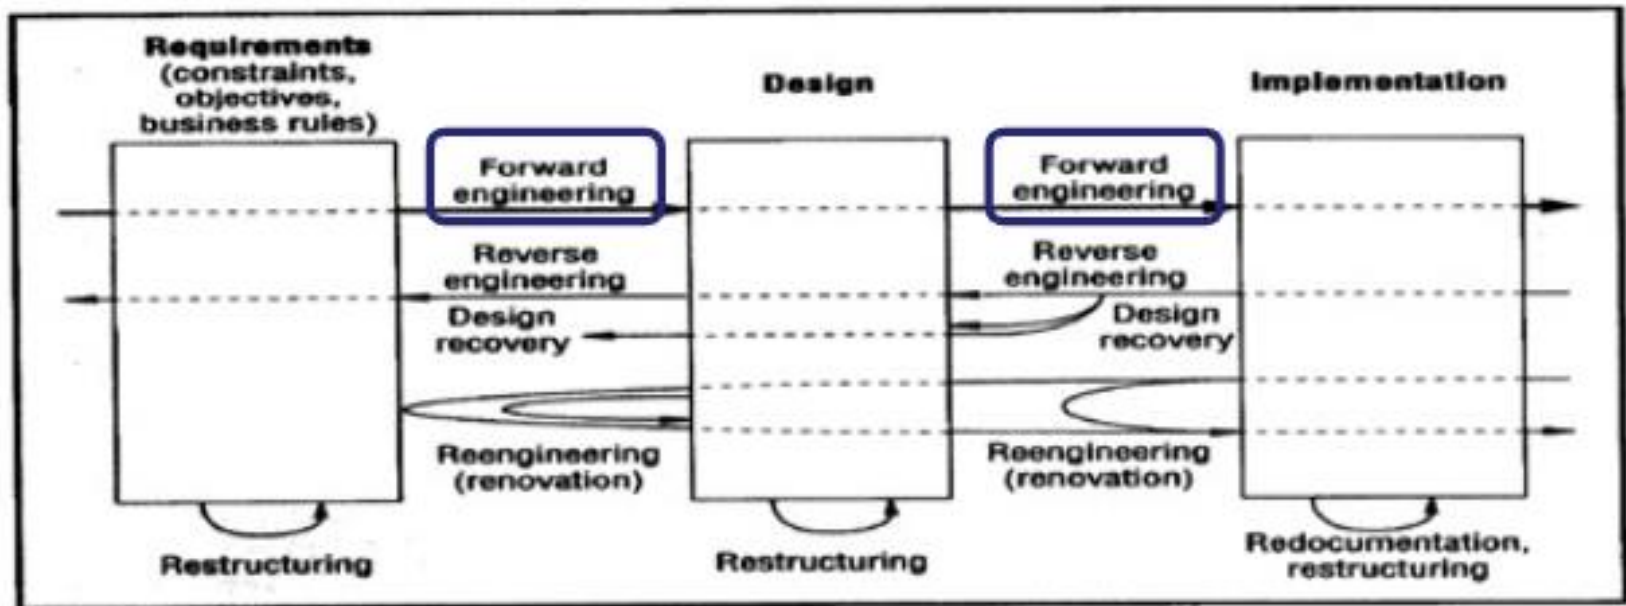 Requirements
(constraints,
objectives,
business rules)
Design
Implementation
Forward
engineering
Forward
engineering
Reverse
engineering
Reverse
engineering
Design
recovery
Design
recovery
Reengineering
(renovation)
Reengineering
(renovation)
Restructuring
Restructuring
Redocumentation,
restructuring